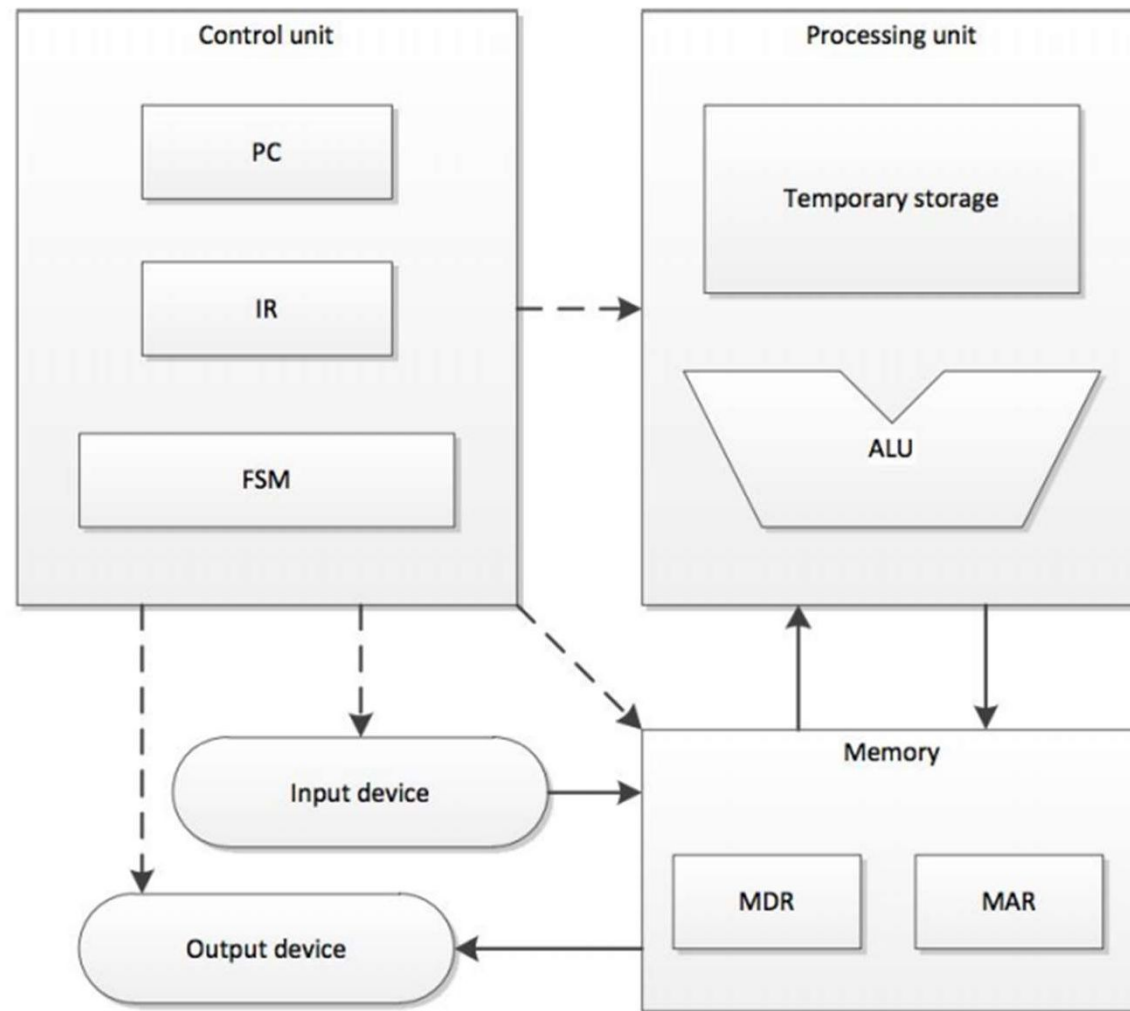 Control unit
PC
IR
FSM
Processing unit
Temporary storage
ALU
Input device
Output device
Memory
MDR
MAR